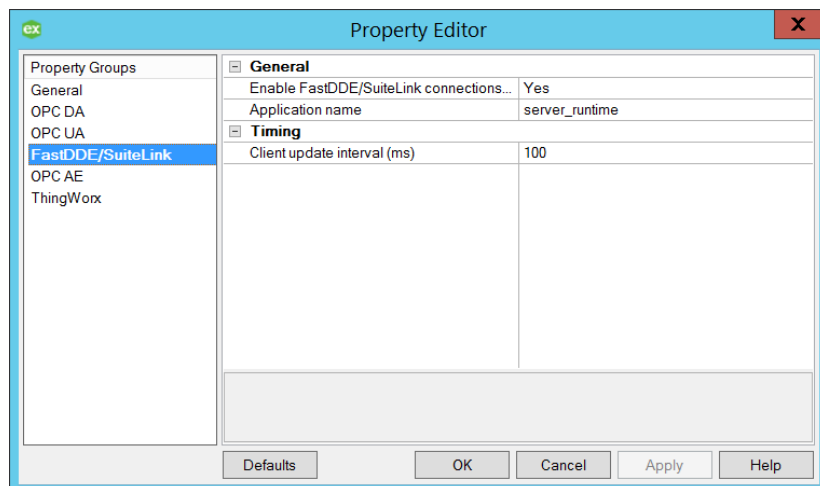 ex
Property Editor
X
Property Groups
General
OPC DA
OPC UA
FastDDE/SuiteLink
OPC AE
ThingWorx
General
Enable FastDDE/SuiteLink connections... Yes
Application name server_runtime
Timing
Client update interval (ms) 100
Defaults OK Cancel Apply Help